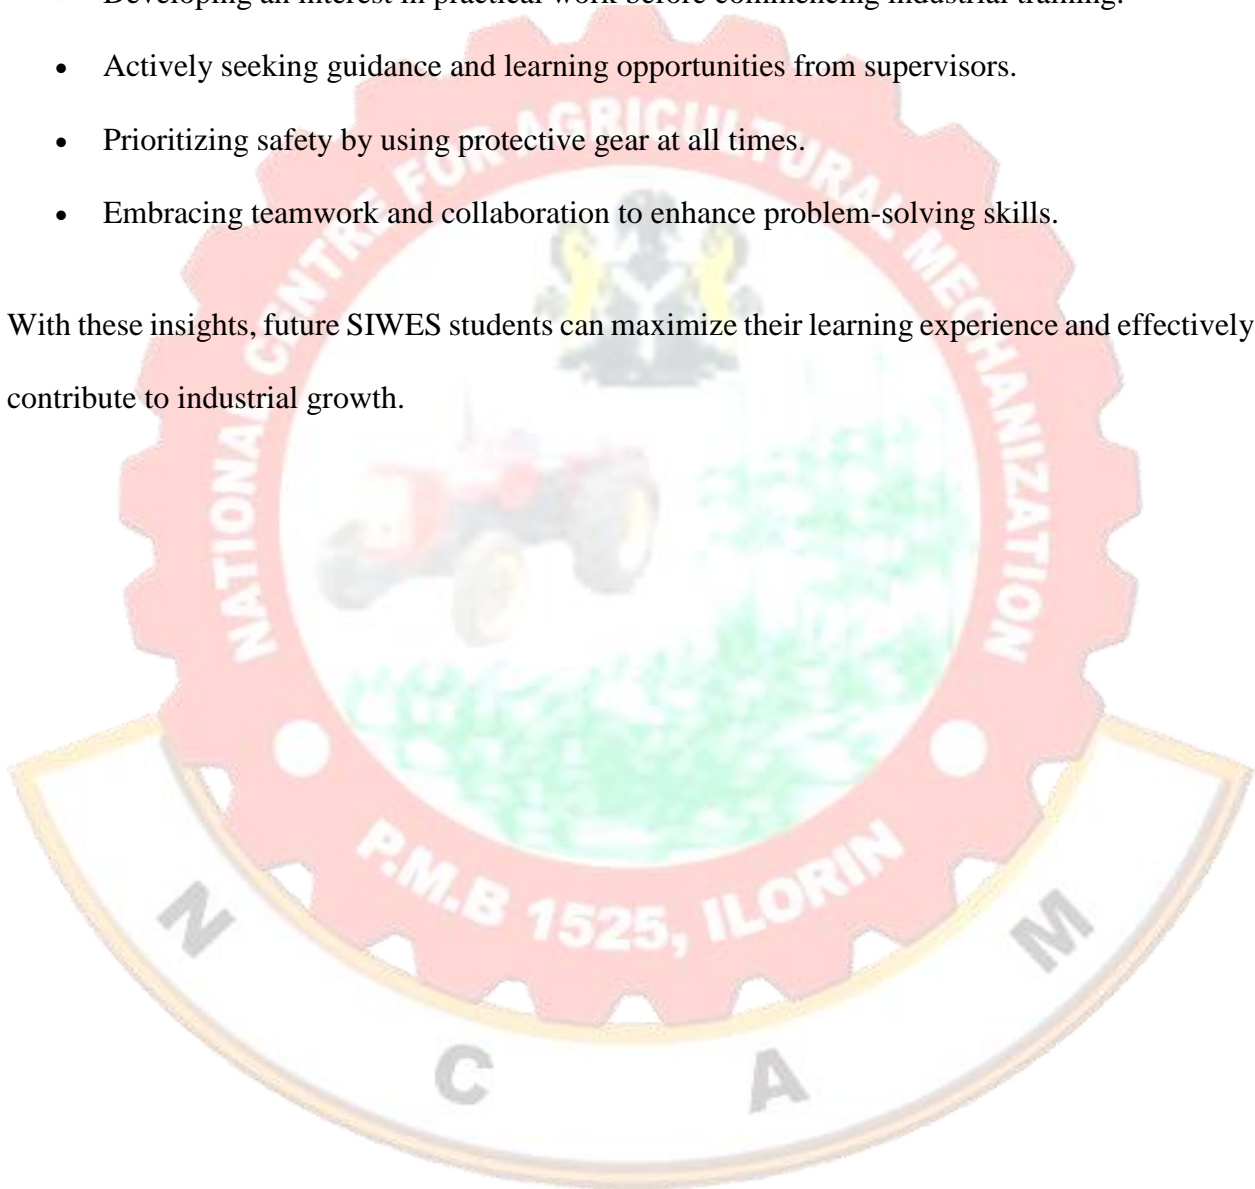 Developing an interest in practical work before commencing industrial training.
• Actively seeking guidance and learning opportunities from supervisors.
• Prioritizing safety by using protective gear at all times.
• Embracing teamwork and collaboration to enhance problem-solving skills.
With these insights, future SIWES students can maximize their learning experience and effectively
contribute to industrial growth.
NATIONAL CENTRE FOR AGRICULTURAL MECHANIZATION
P.M.B 1525, ILORIN
N C A M